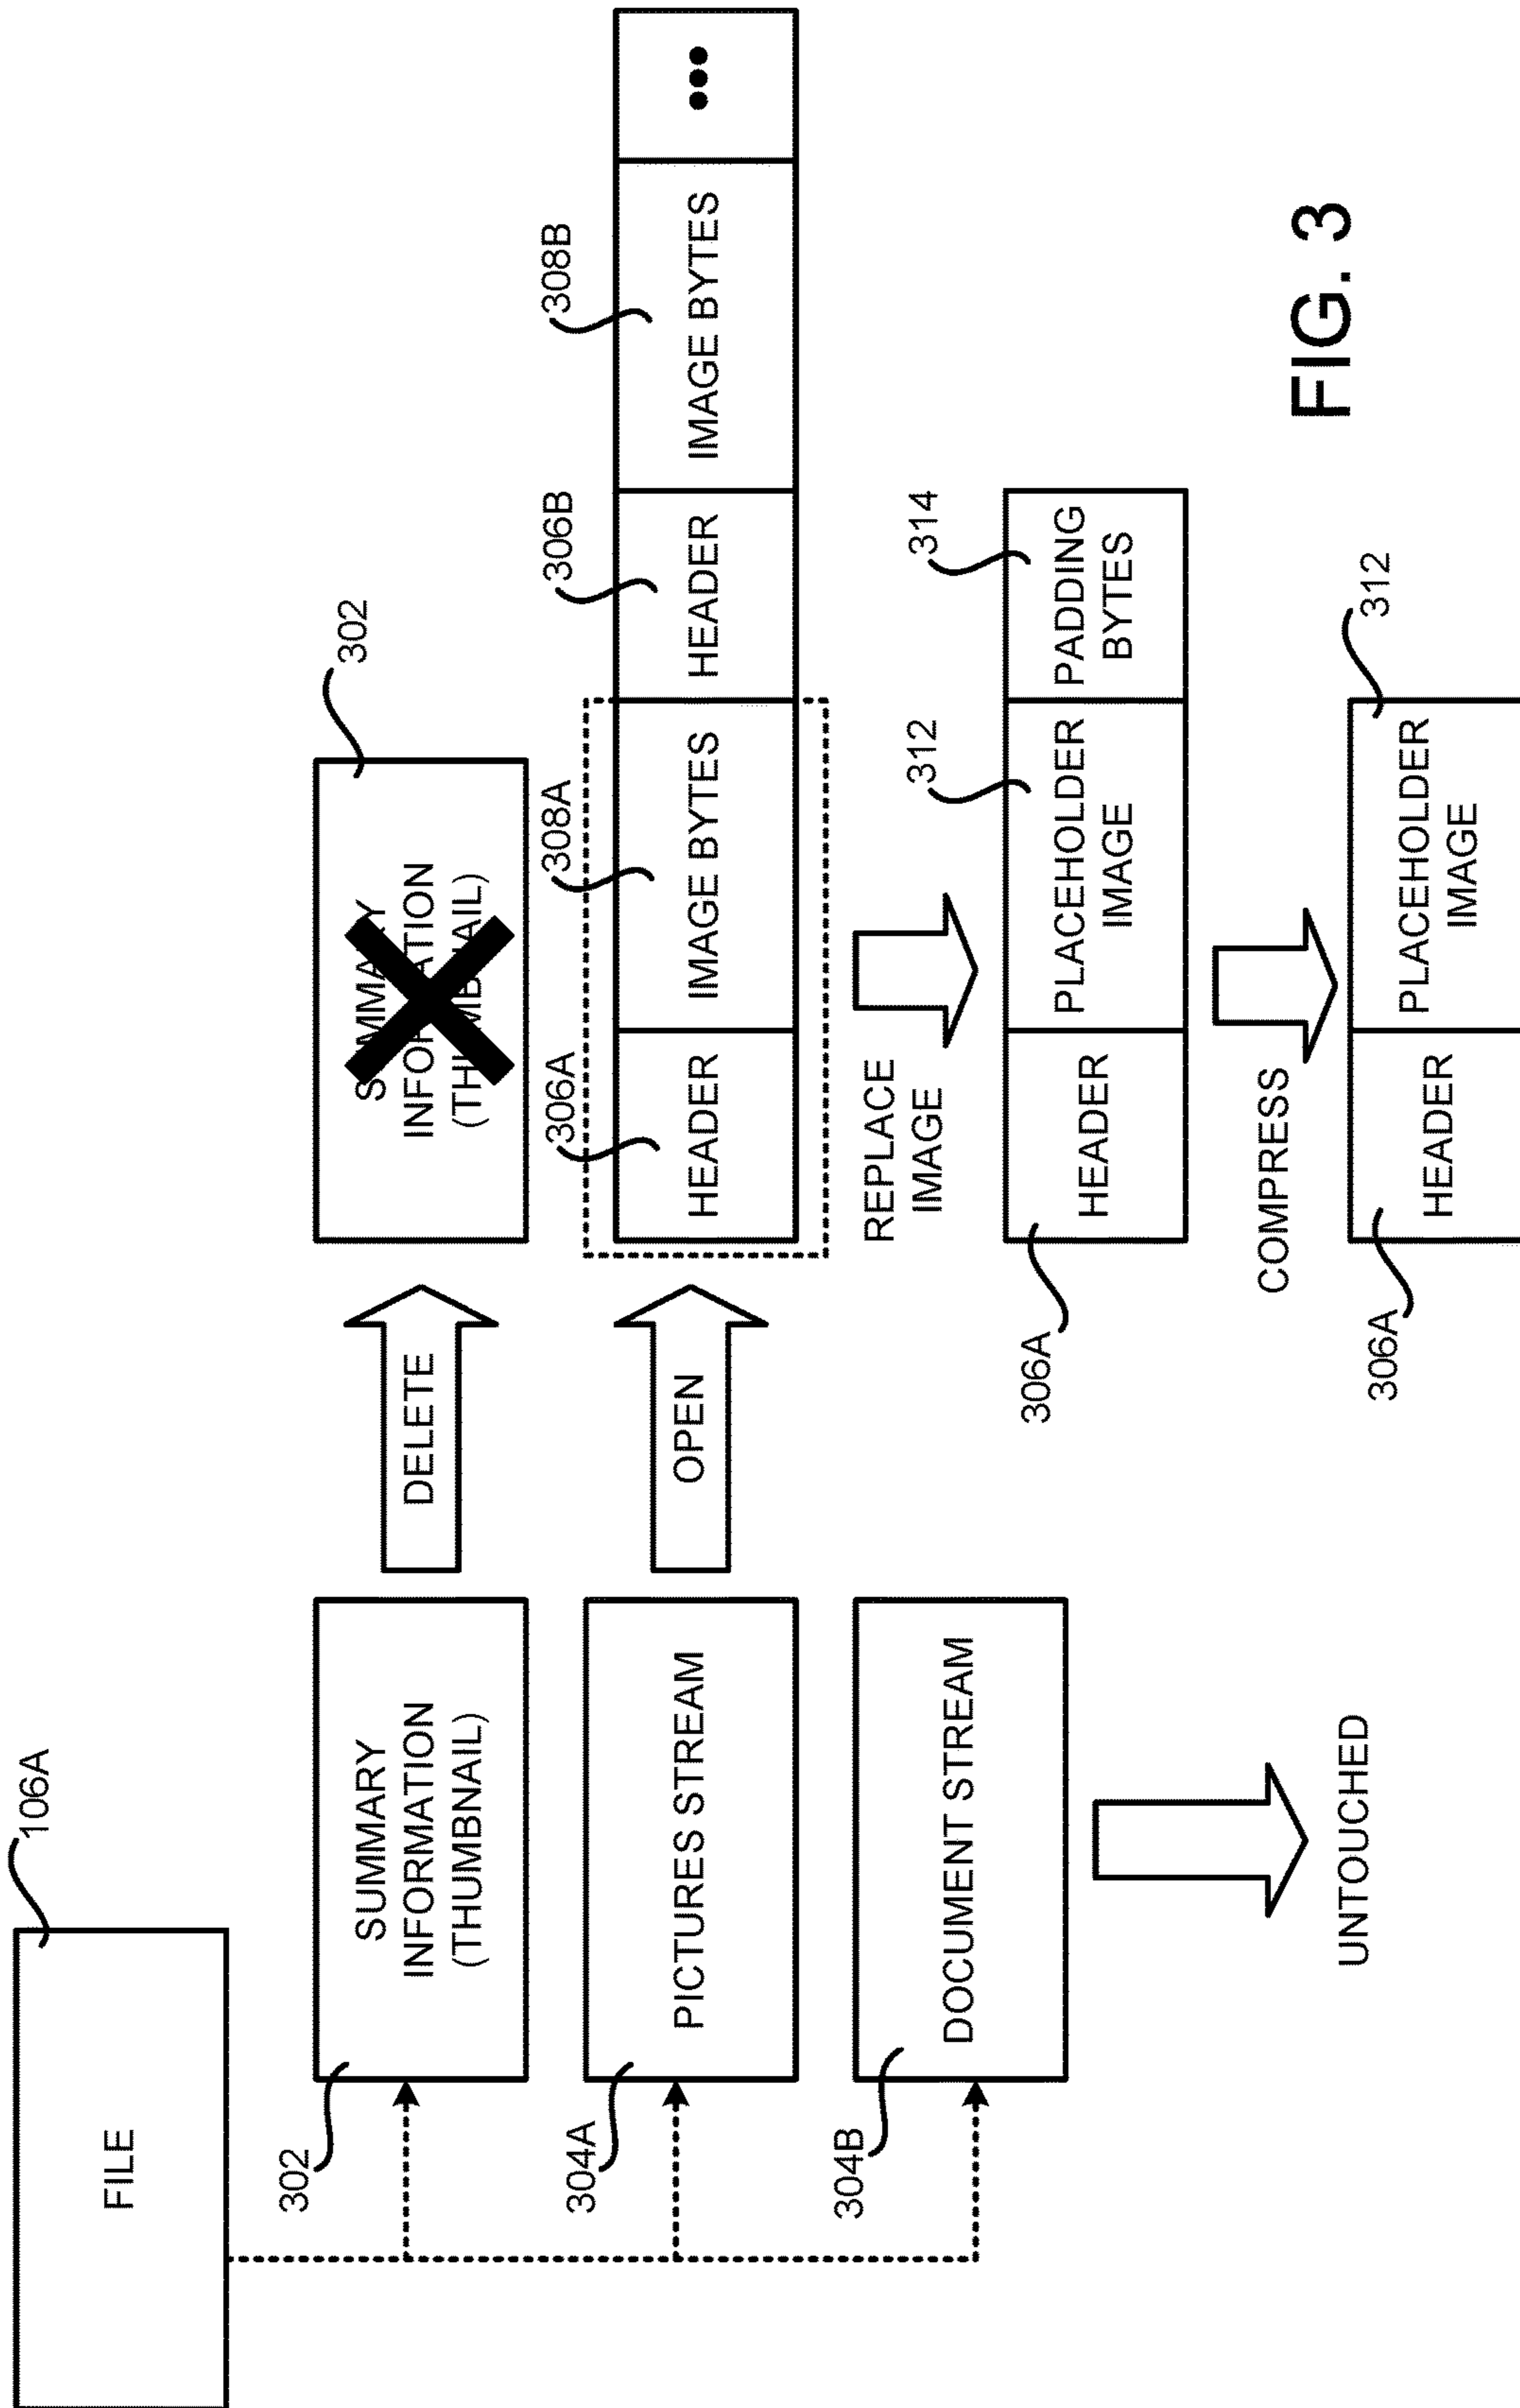 106A
FILE
302
SUMMARY
INFORMATION
(THUMBNAIL)
DELETE
302
SUMMARY
INFORMATION
(THUMBNAIL)
304A
PICTURES STREAM
OPEN
306A
308A
306B
308B
HEADER
IMAGE BYTES
HEADER
IMAGE BYTES
•••
304B
DOCUMENT STREAM
UNTOUCHED
REPLACE
IMAGE
312
314
306A
HEADER
PLACEHOLDER
IMAGE
PADDING
BYTES
COMPRESS
312
306A
HEADER
PLACEHOLDER
IMAGE
FIG. 3